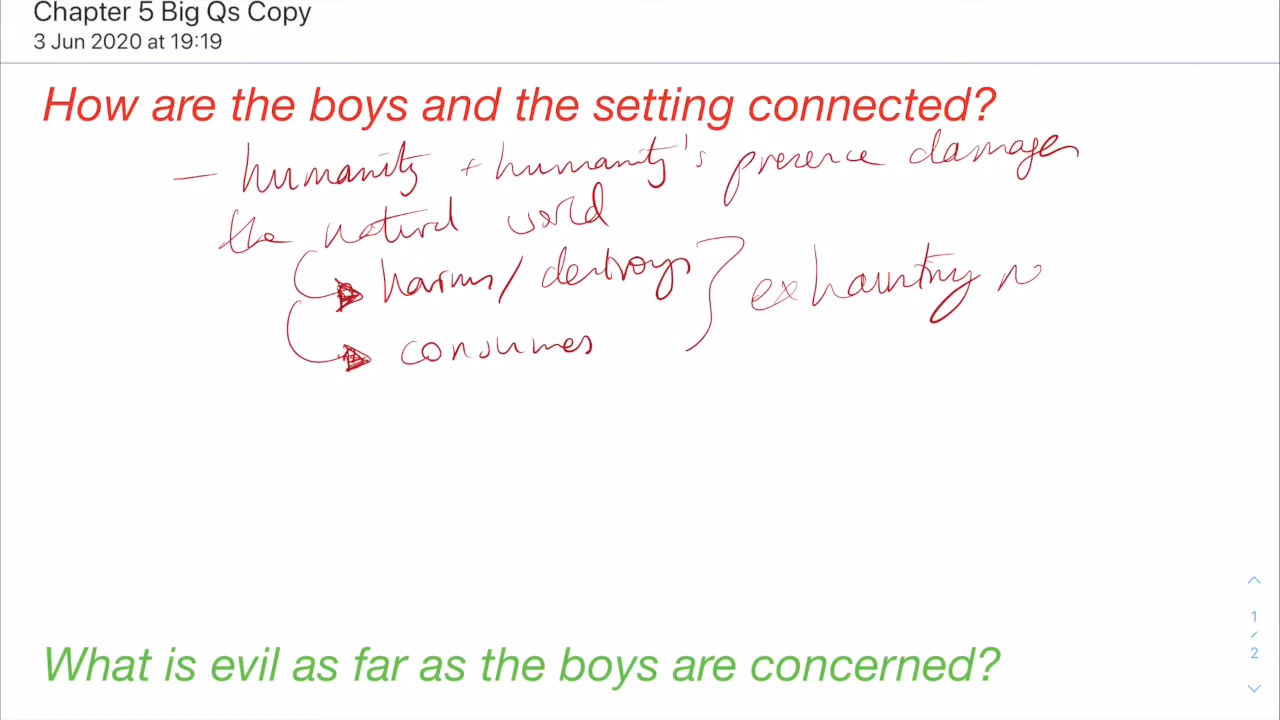 Chapter 5 Big Qs Copy
3 Jun 2020 at 19:19
How are the boys and the setting connected?
— humanity + humanity's presence damages
the natural world
harms / destroys
exhausting n
consumes
1
/
2
What is evil as far as the boys are concerned?